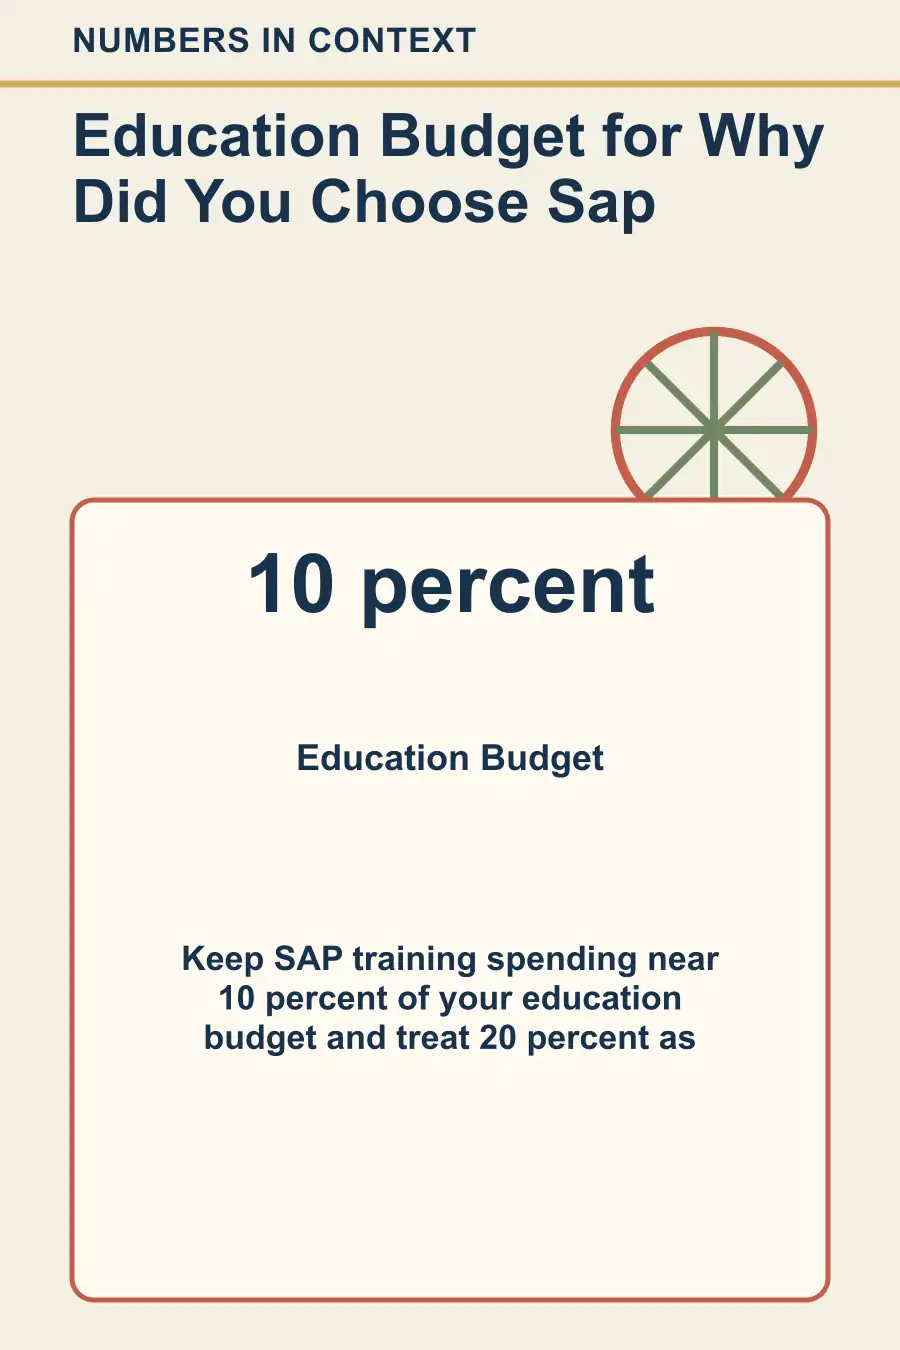 NUMBERS IN CONTEXT
Education Budget for Why
Did You Choose Sap
10 percent
Education Budget
Keep SAP training spending near
10 percent of your education
budget and treat 20 percent as